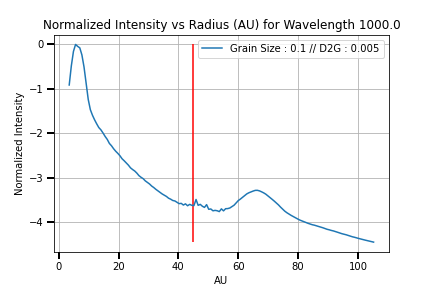 Normalized Intensity vs Radius (AU) for Wavelength 1000.0
Grain Size : 0.1 // D2G : 0.005
Normalized Intensity
0
−1
−2
−3
−4
0 20 40 60 80 100
AU